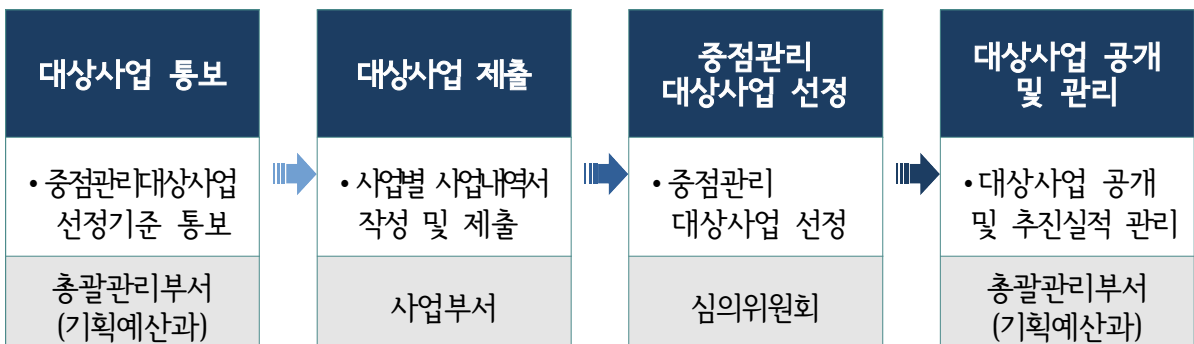 대상사업 통보
• 중점관리대상사업
선정기준 통보
총괄관리부서
(기획예산과)
대상사업 제출
• 사업별 사업내역서
작성 및 제출
사업부서
중점관리
대상사업 선정
• 중점관리
대상사업 선정
심의위원회
대상사업 공개
및 관리
• 대상사업 공개
및 추진실적 관리
총괄관리부서
(기획예산과)